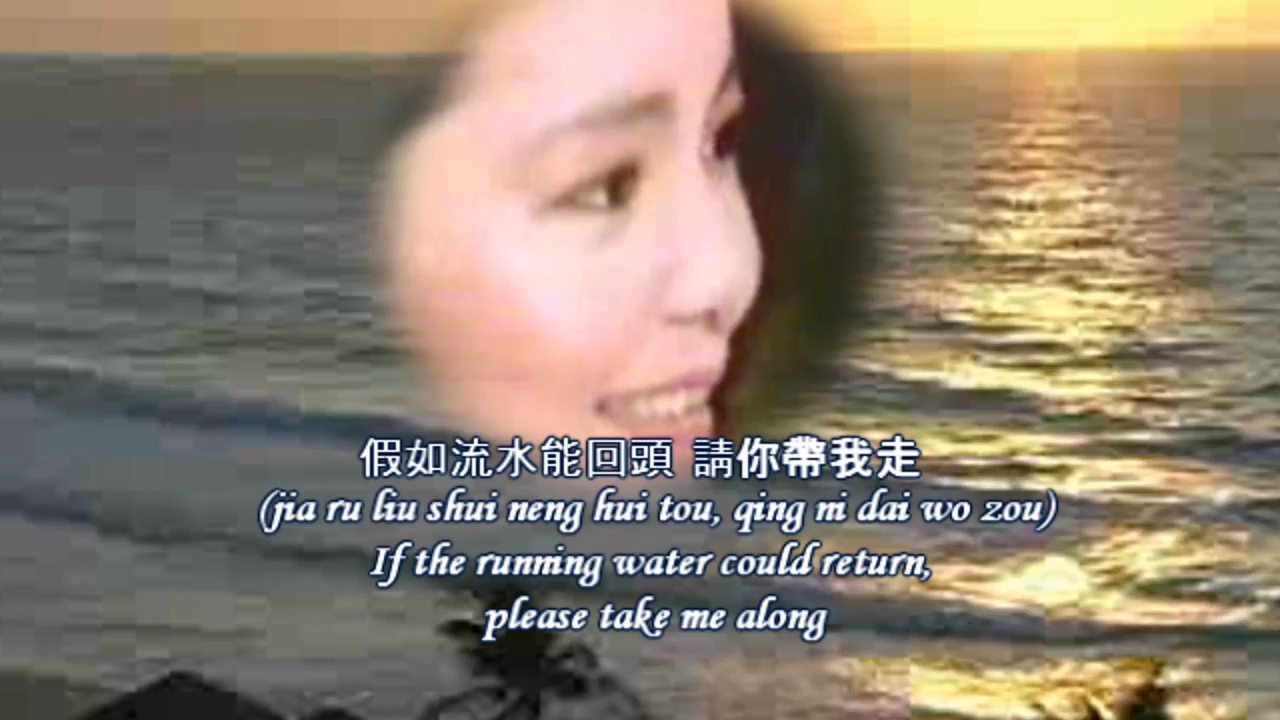 假如流水能回頭 請你帶我走
(jia ru liu shui neng hui tou, qing ni dai wo zou)
If the running water could return,
please take me along